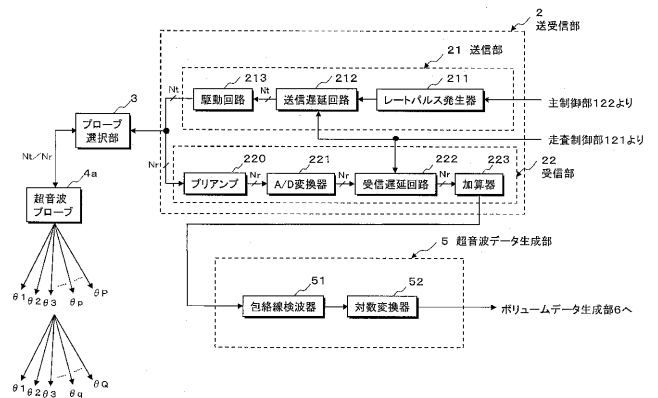 2
送受信部
21 送信部
213
212
211
Nt
Nt
駆動回路
送信遅延回路
レートパルス発生器
主制御部122より
3
プローブ
選択部
走査制御部121より
Nt/Nr
Nr
220
221
222
223
22
受信部
プリアンプ
Nr
A/D変換器
Nr
受信遅延回路
Nr
加算器
4a
超音波
プローブ
5 超音波データ生成部
51
52
包絡線検波器
対数変換器
ボリュームデータ生成部6へ
θ1 θ2 θ3 θp θP
θ1 θ2 θ3 θq θQ